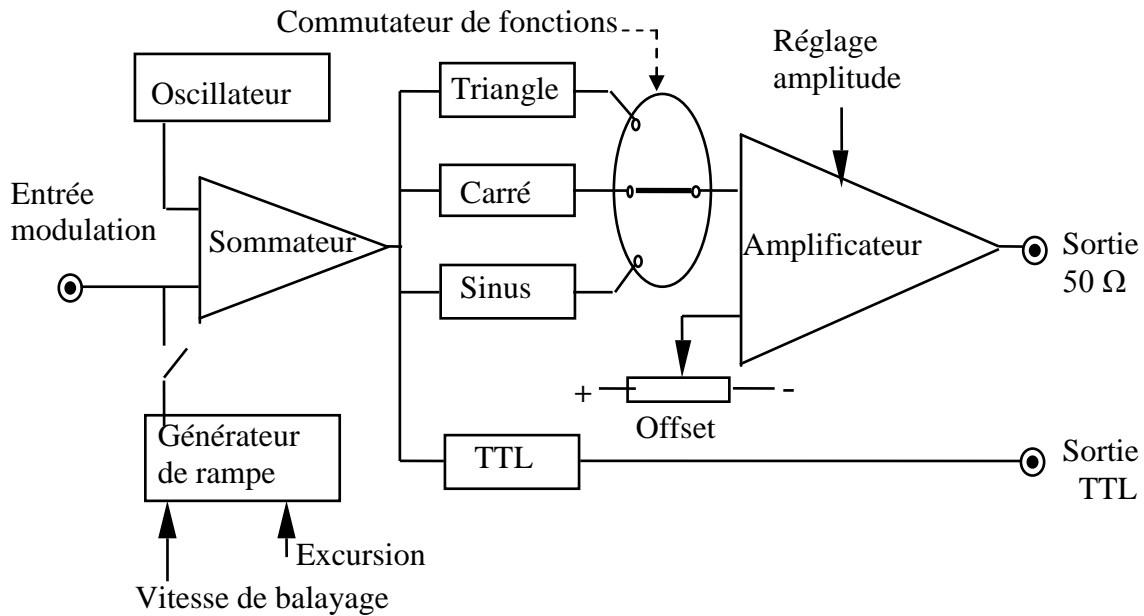 Commutateur de fonctions
Réglage
amplitude
Oscillateur
Triangle
Entrée
modulation
Carré
Sommateur
Amplificateur
Sortie
50 Ω
Sinus
+
-
Offset
Générateur
de rampe
TTL
Sortie
TTL
Excursion
Vitesse de balayage